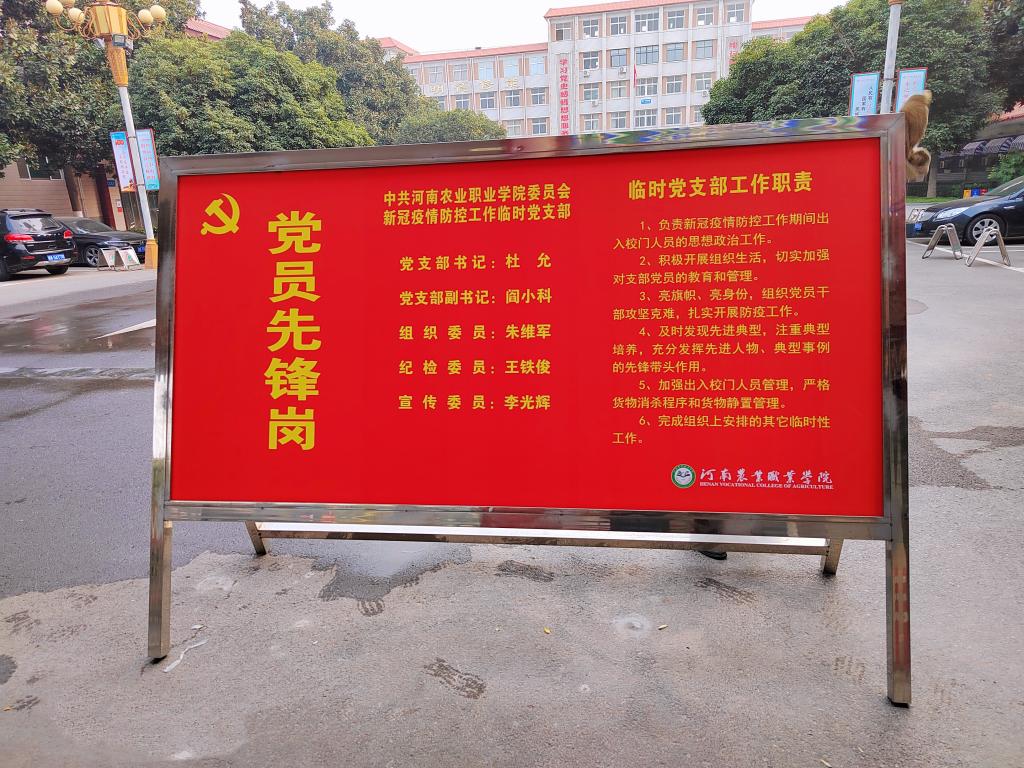 学习党史感悟思想
党员先锋岗
中共河南农业职业学院委员会
新冠疫情防控工作临时党支部
党支部书记：杜 允
党支部副书记：阎小科
组 织 委 员：朱维军
纪 检 委 员：王铁俊
宣 传 委 员：李光辉
临时党支部工作职责
1、负责新冠疫情防控工作期间出
入校门人员的思想政治工作。
2、积极开展组织生活，切实加强
对支部党员的教育和管理。
3、亮旗帜、亮身份，组织党员干
部攻坚克难，扎实开展防疫工作。
4、及时发现先进典型，注重典型
培养，充分发挥先进人物、典型事例
的先锋带头作用。
5、加强出入校门人员管理，严格
货物消杀程序和货物静置管理。
6、完成组织上安排的其它临时性
工作。
河南農業職業學院
HENAN VOCATIONAL COLLEGE OF AGRICULTURE